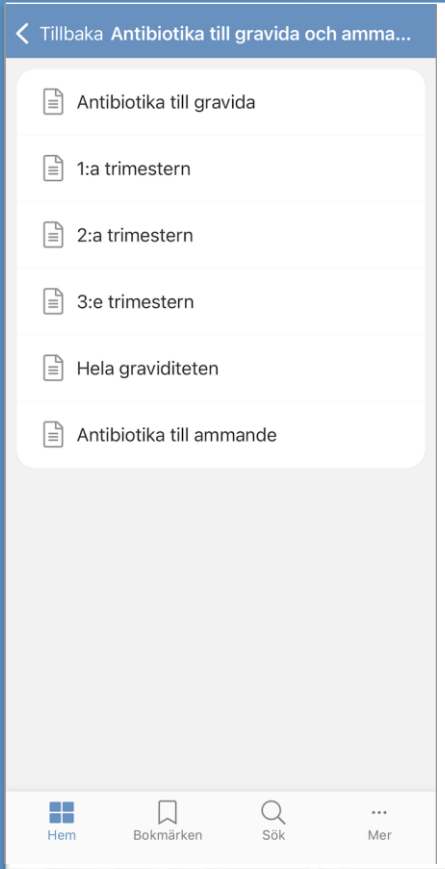 Tillbaka Antibiotika till gravida och amma...
Antibiotika till gravida
1:a trimestern
2:a trimestern
3:e trimestern
Hela graviditeten
Antibiotika till ammande
Hem Bokmärken Sök Mer